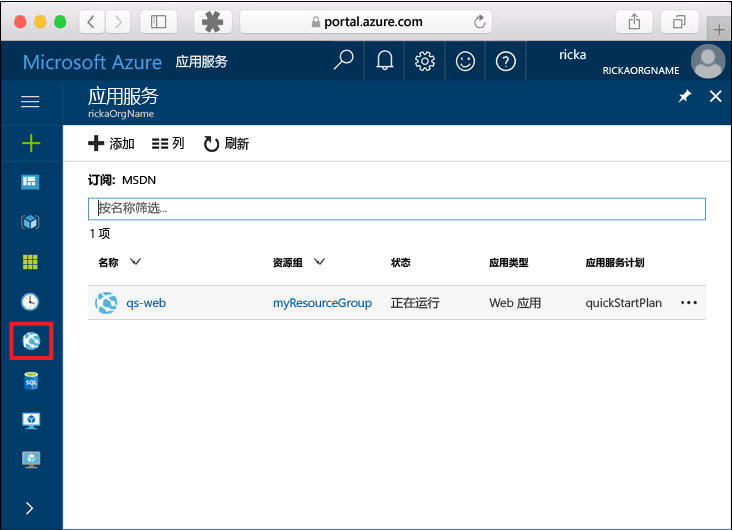 portal.azure.com
Microsoft Azure 应用服务
ricka
RICKAORGNAME
应用服务
rickaOrgName
添加 列 刷新
订阅: MSDN
按名称筛选...
1 项
名称 资源组 状态 应用类型 应用服务计划
qs-web myResourceGroup 正在运行 Web 应用 quickStartPlan
SQL